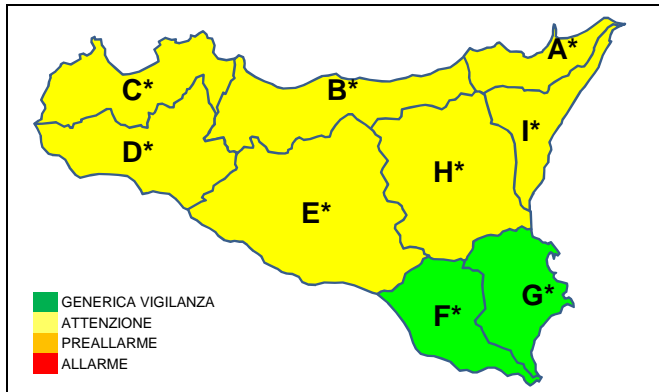 A*
C*
B*
I*
D*
H*
E*
G*
F*
GENERICA VIGILANZA
ATTENZIONE
PREALLARME
ALLARME